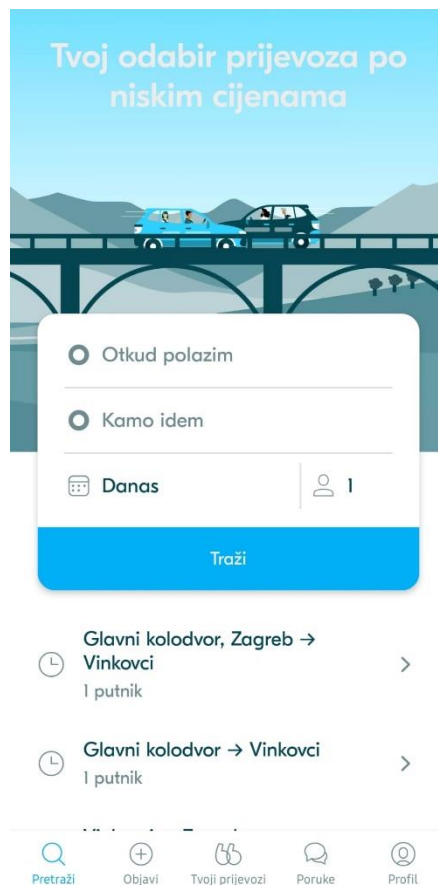 Tvoj odabir prijevoza po
niskim cijenama
Otkud polazim
Kamo idem
Danas
1
Traži
Glavni kolodvor, Zagreb →
Vinkovci
1 putnik
Glavni kolodvor → Vinkovci
1 putnik
Pretraži
Objavi
Tvoji prijevozi
Poruke
Profil